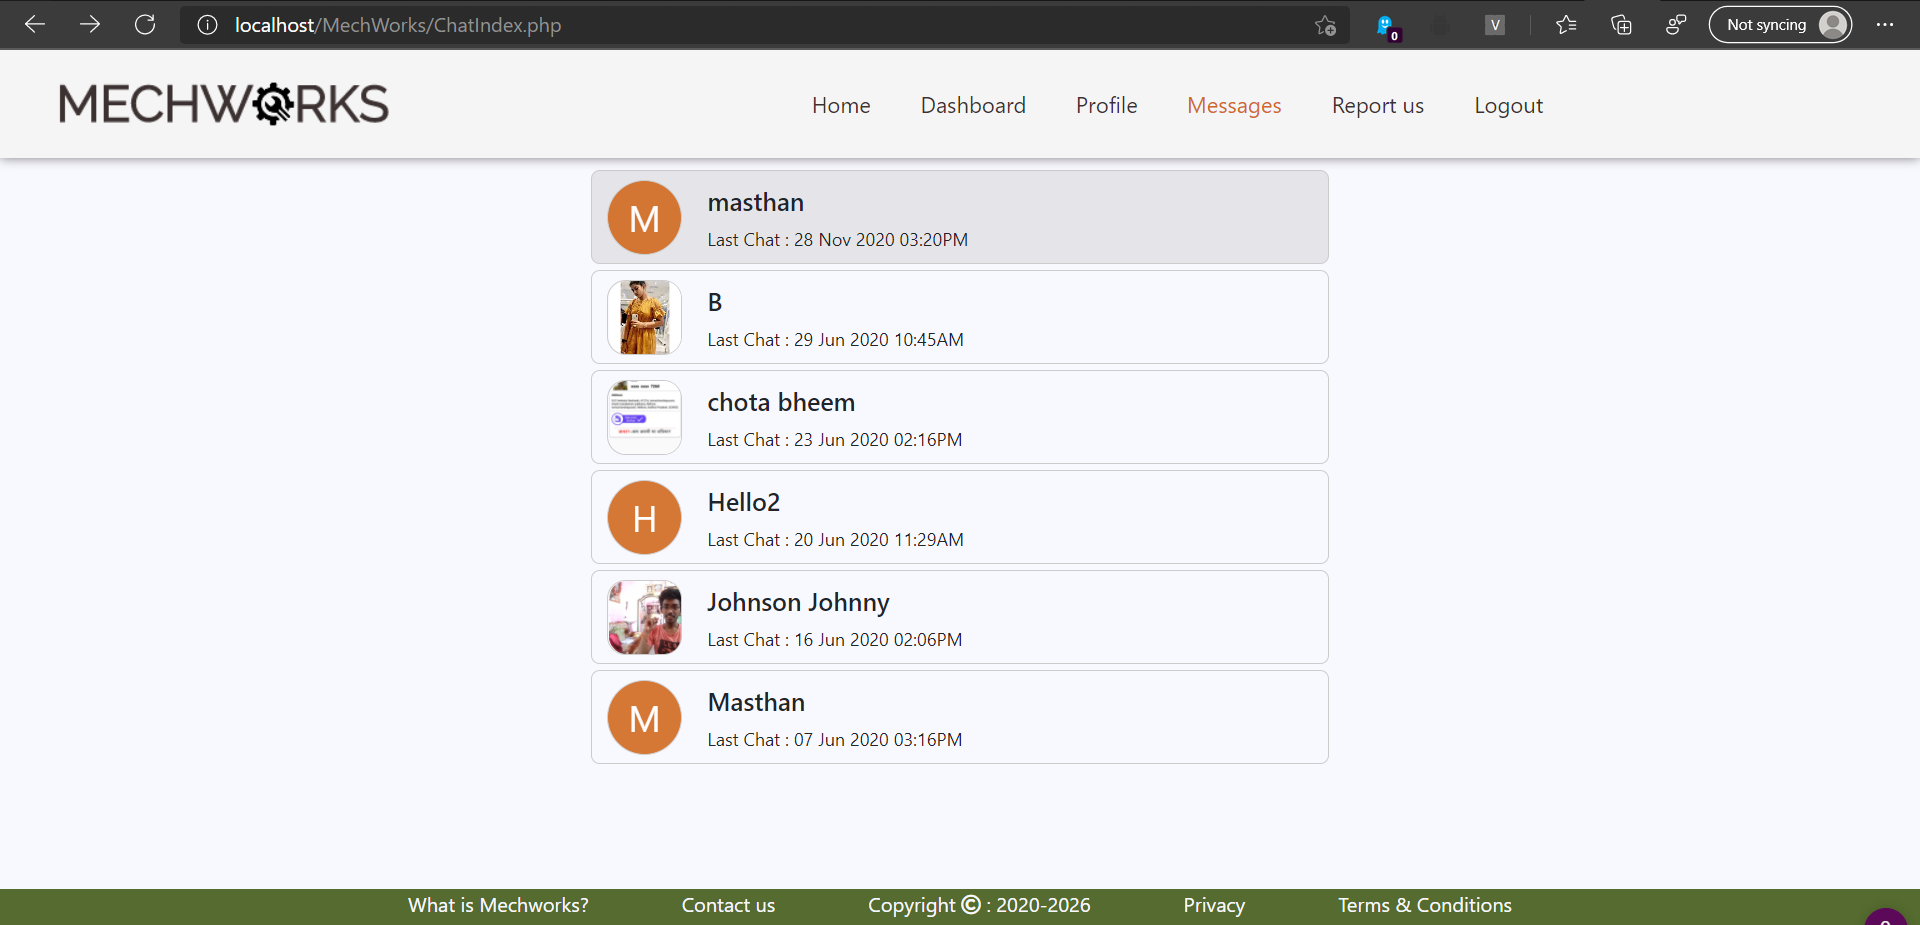 localhost/MechWorks/ChatIndex.php
0
V
Not syncing
MECHWORKS
Home
Dashboard
Profile
Messages
Report us
Logout
M
masthan
Last Chat : 28 Nov 2020 03:20PM
B
Last Chat : 29 Jun 2020 10:45AM
chota bheem
Last Chat : 23 Jun 2020 02:16PM
H
Hello2
Last Chat : 20 Jun 2020 11:29AM
Johnson Johnny
Last Chat : 16 Jun 2020 02:06PM
M
Masthan
Last Chat : 07 Jun 2020 03:16PM
What is Mechworks?
Contact us
Copyright © : 2020-2026
Privacy
Terms & Conditions